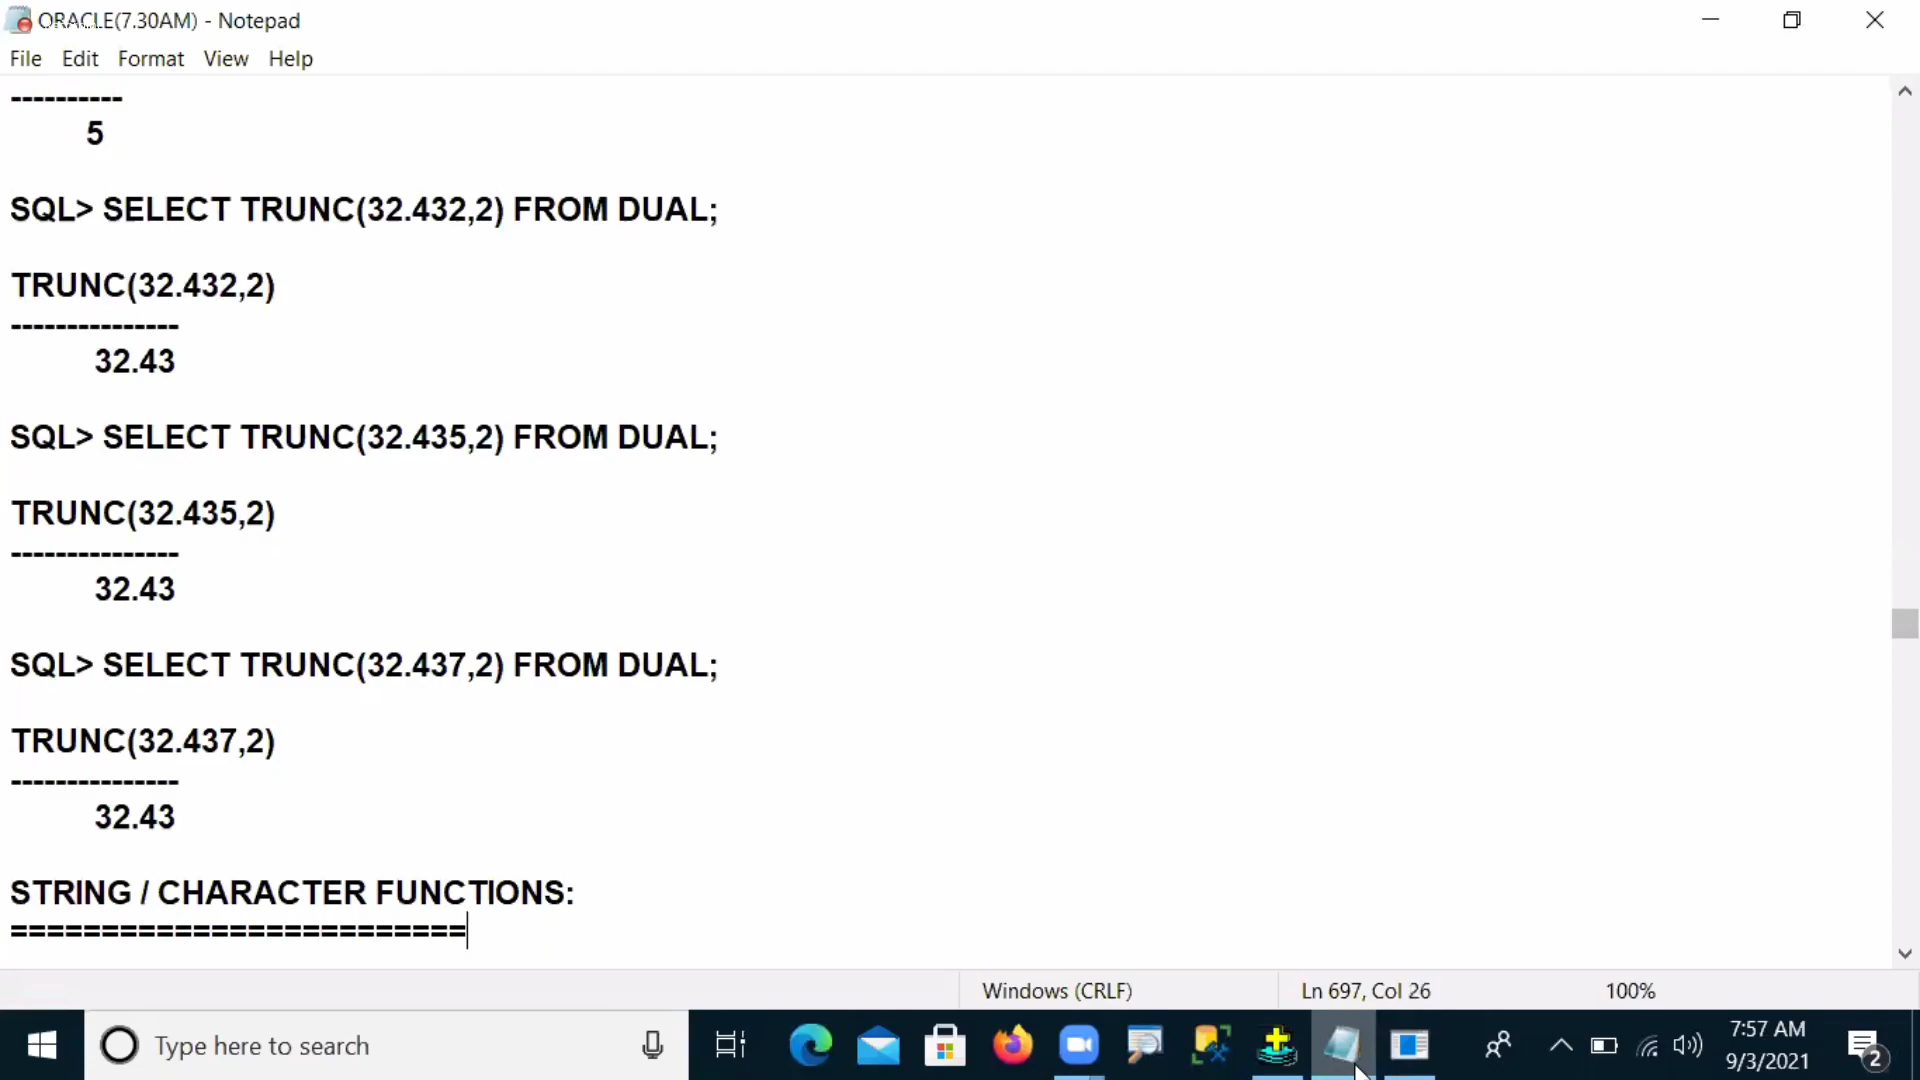 ORACLE(7.30AM) - Notepad
File Edit Format View Help
----------
5
SQL> SELECT TRUNC(32.432,2) FROM DUAL;
TRUNC(32.432,2)
---------------
32.43
SQL> SELECT TRUNC(32.435,2) FROM DUAL;
TRUNC(32.435,2)
---------------
32.43
SQL> SELECT TRUNC(32.437,2) FROM DUAL;
TRUNC(32.437,2)
---------------
32.43
STRING / CHARACTER FUNCTIONS:
=========================
Windows (CRLF) Ln 697, Col 26 100%
Type here to search
7:57 AM
9/3/2021
2